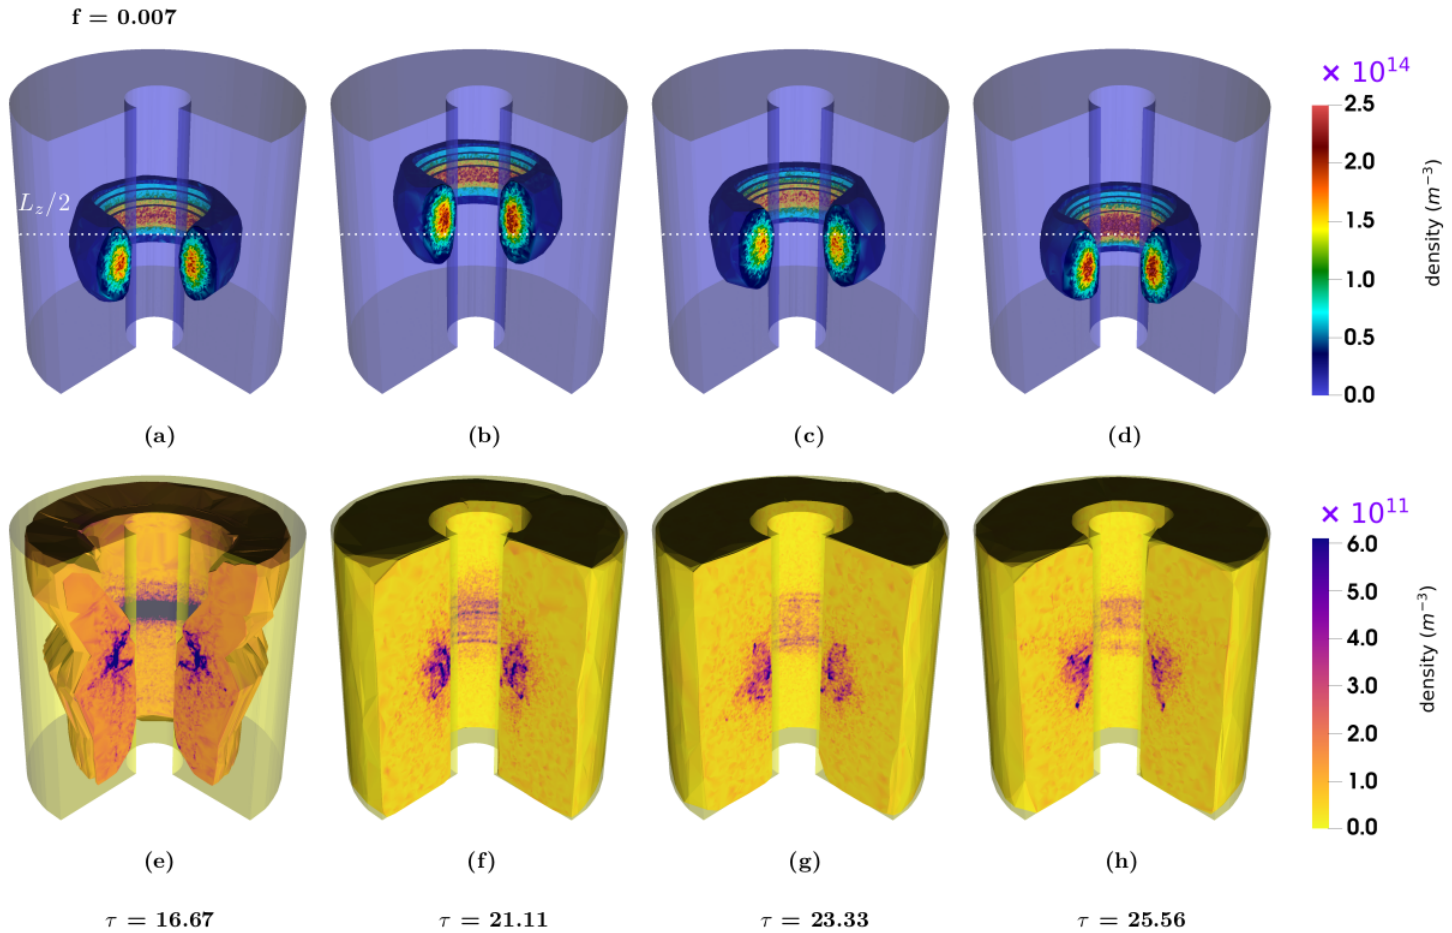 f = 0.007
L_z/2
× 10^14
2.5
2.0
1.5
1.0
0.5
0.0
density (m^−3)
(a) (b) (c) (d)
× 10^11
6.0
5.0
4.0
3.0
2.0
1.0
0.0
density (m^−3)
(e) (f) (g) (h)
τ = 16.67 τ = 21.11 τ = 23.33 τ = 25.56